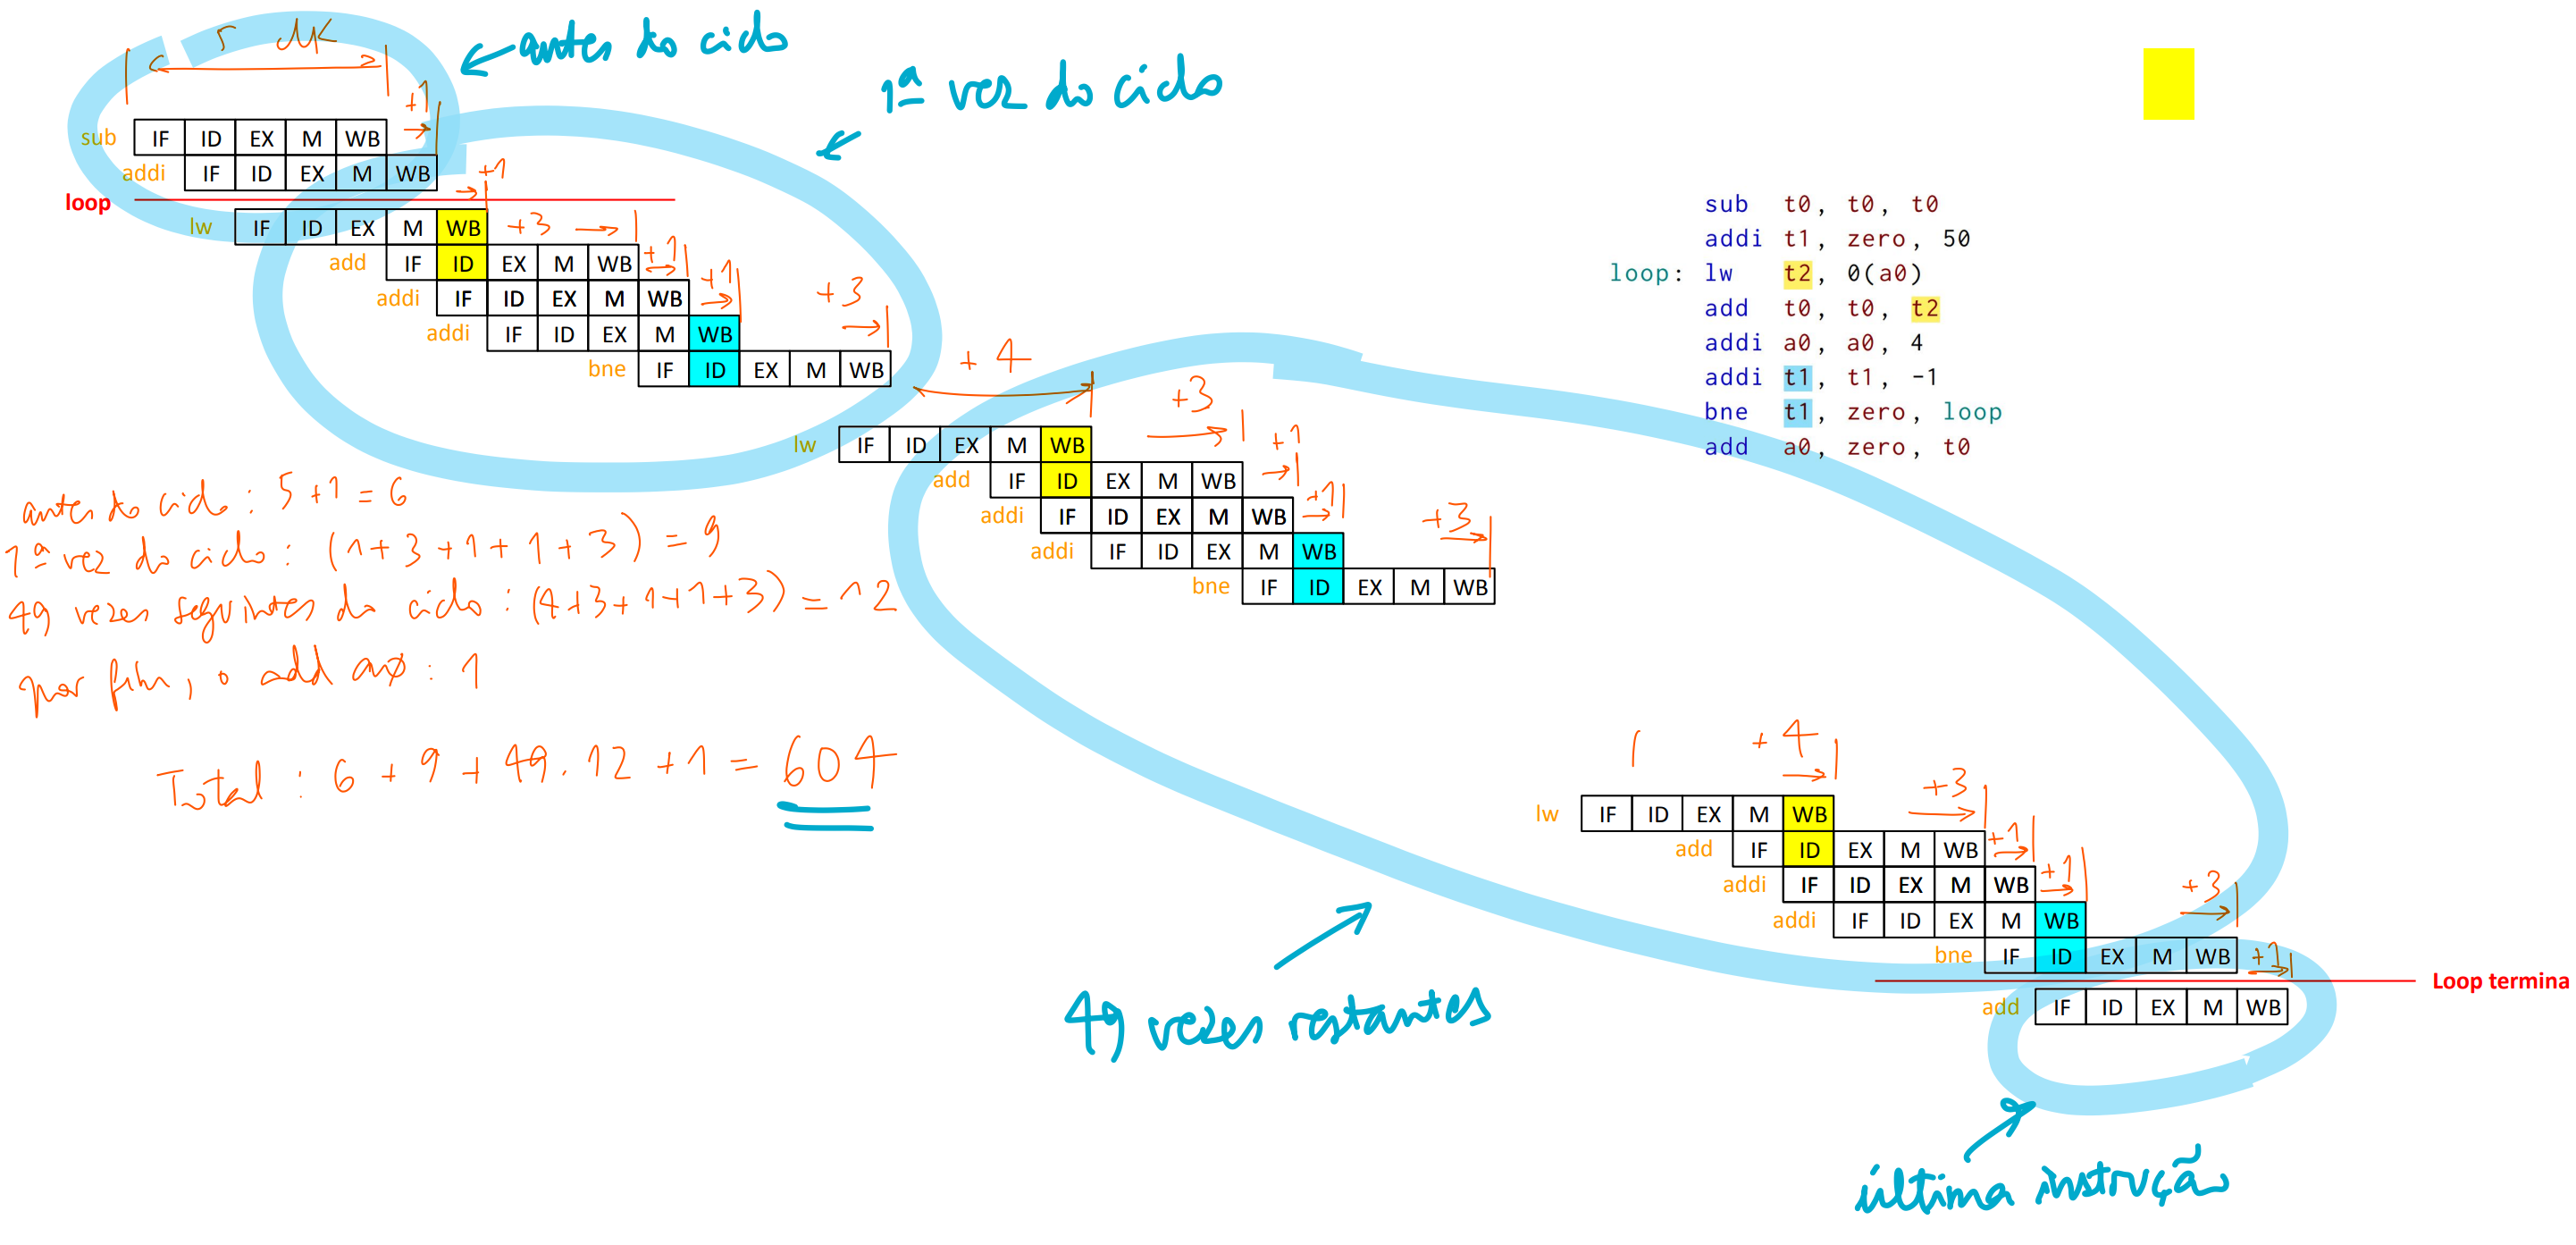 5 clk
← antes do ciclo
1ª vez do ciclo
+1
sub IF ID EX M WB
addi IF ID EX M WB
+1
loop
lw IF ID EX M WB +3
add IF ID EX M WB +1
addi IF ID EX M WB +1
+3
addi IF ID EX M WB
bne IF ID EX M WB
+4
+3
lw IF ID EX M WB
+1
add IF ID EX M WB
addi IF ID EX M WB +1
+3
addi IF ID EX M WB
bne IF ID EX M WB
sub t0, t0, t0
addi t1, zero, 50
loop: lw t2, 0(a0)
add t0, t0, t2
addi a0, a0, 4
addi t1, t1, -1
bne t1, zero, loop
add a0, zero, t0
antes do ciclo: 5+1=6
1ª vez do ciclo: (1+3+1+1+3)=9
49 vezes seguintes do ciclo: (4+3+1+1+3)=12
por fim, o add a0: 1
Total: 6+9+49.12+1=604
+4
+3
lw IF ID EX M WB
+1
add IF ID EX M WB
+1
addi IF ID EX M WB
+3
addi IF ID EX M WB
bne IF ID EX M WB +1
Loop termina
add IF ID EX M WB
49 vezes restantes
última instrução